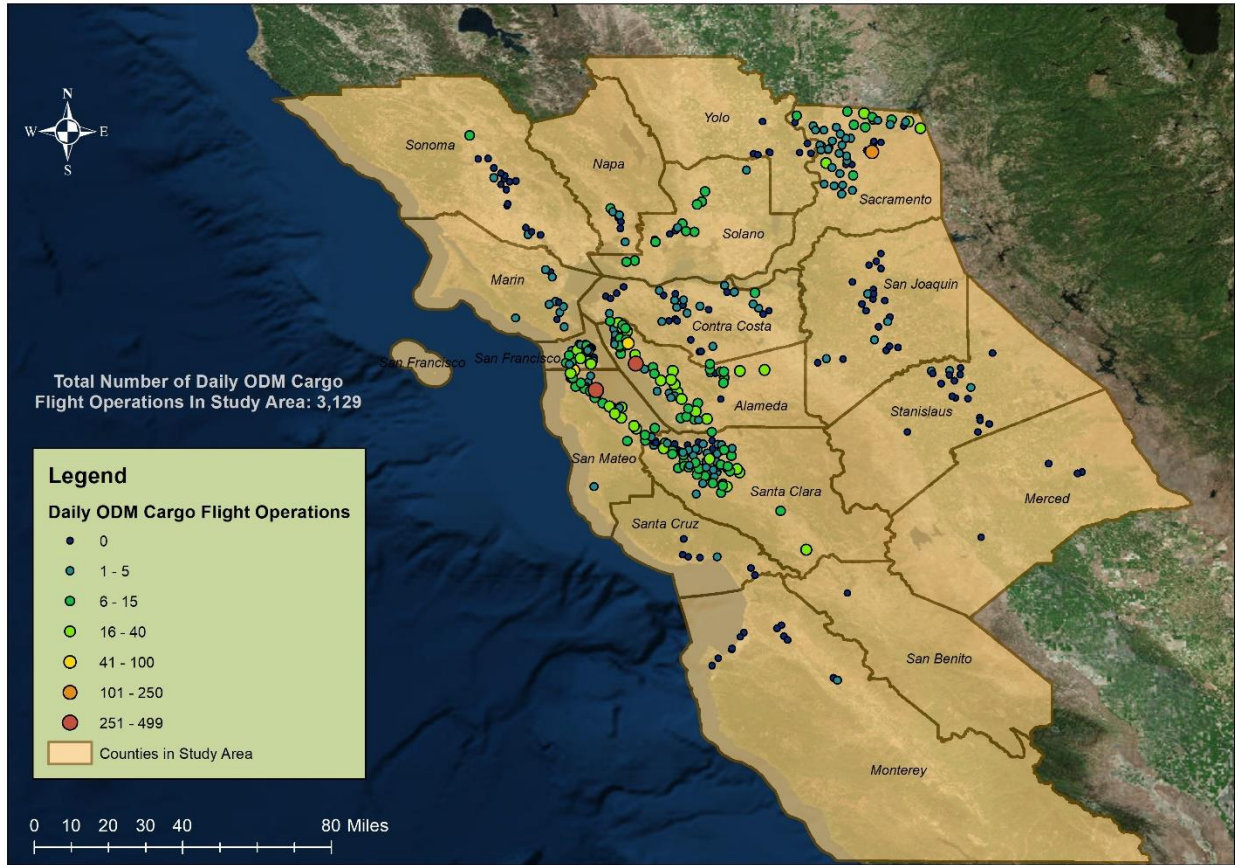 N
W
E
S
Yolo
Sonoma
Napa
Sacramento
Solano
Marin
San Joaquin
Contra Costa
San Francisco
San Francisco
Total Number of Daily ODM Cargo
Flight Operations In Study Area: 3,129
Alameda
Stanislaus
San Mateo
Santa Clara
Merced
Santa Cruz
San Benito
Monterey
Legend
Daily ODM Cargo Flight Operations
0
1 - 5
6 - 15
16 - 40
41 - 100
101 - 250
251 - 499
Counties in Study Area
0 10 20 40 80 Miles